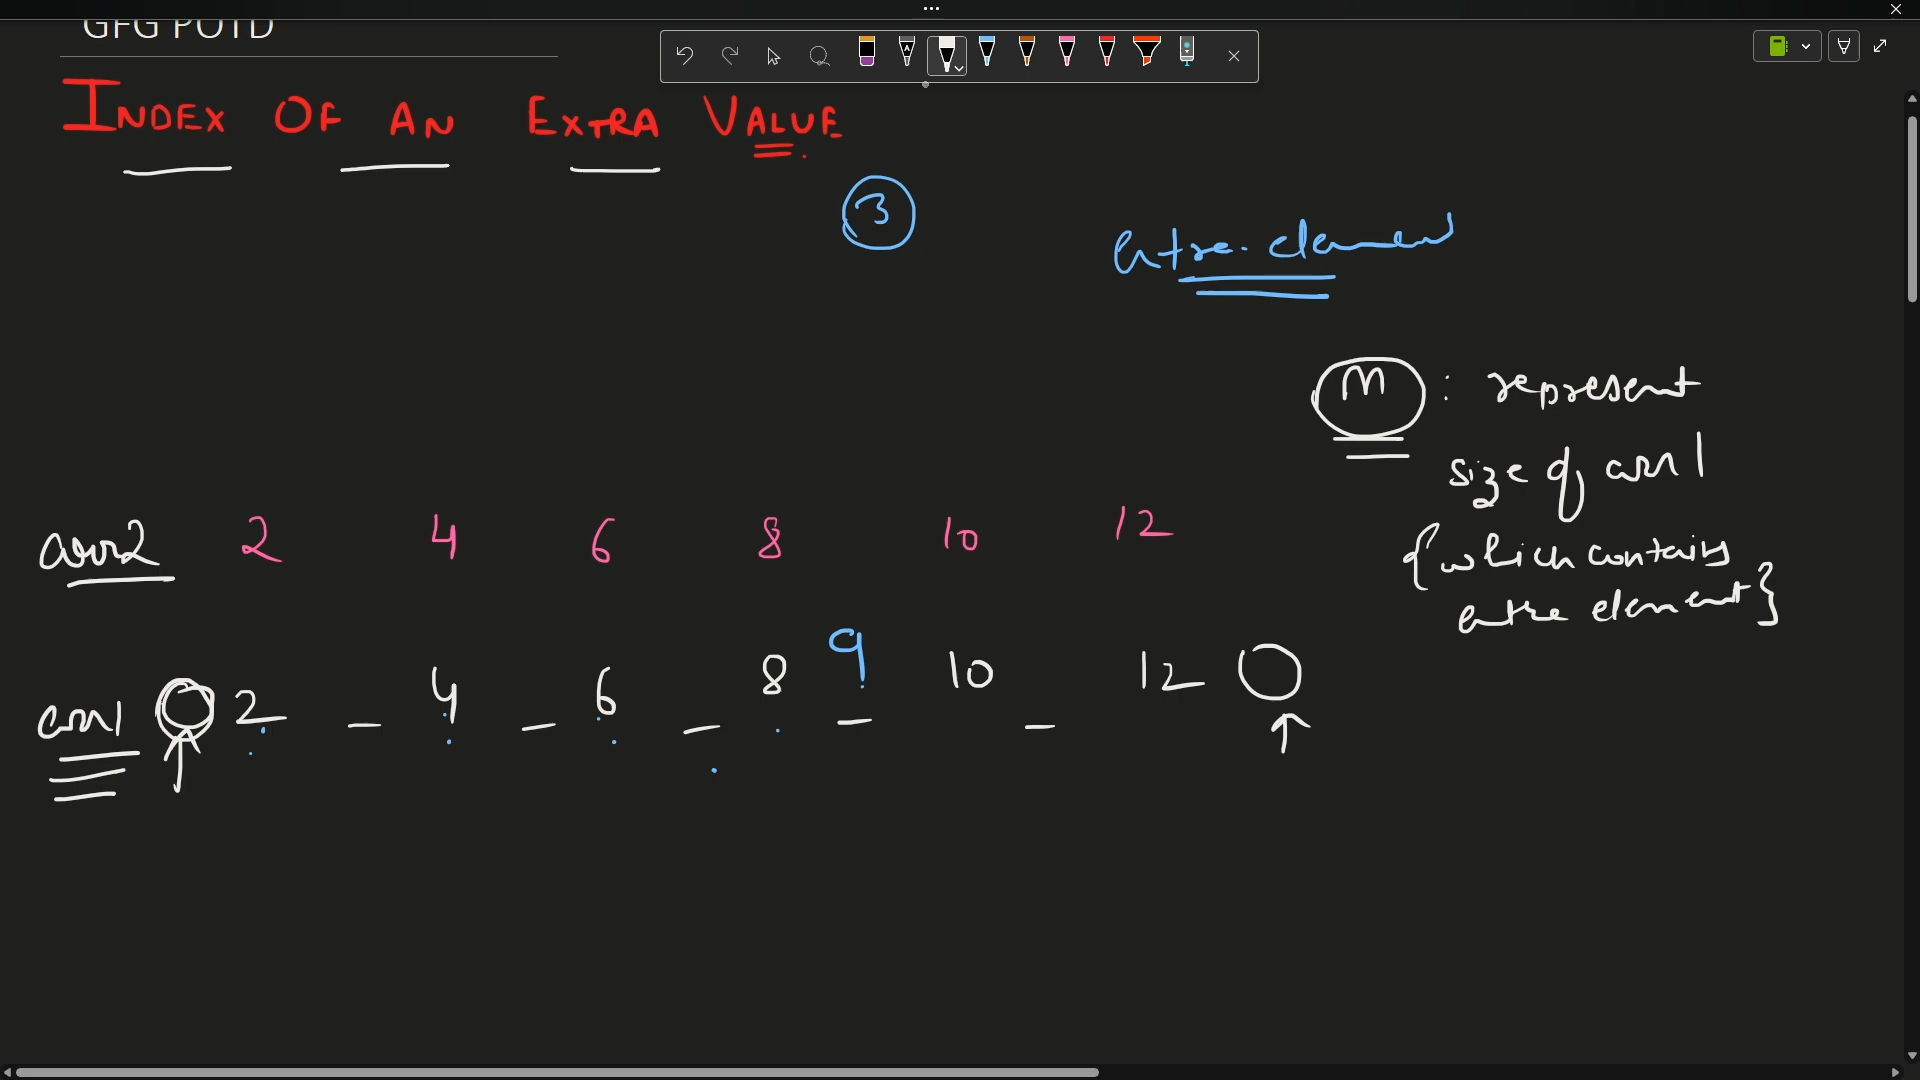 GFG POTD
INDEX OF AN EXTRA VALUE
3
extra element
n : represent
size of arr1
{which contains
extra element}
arr2 2 4 6 8 10 12
9
arr1 2 _ 4 _ 6 _ 8 _ 10 _ 12